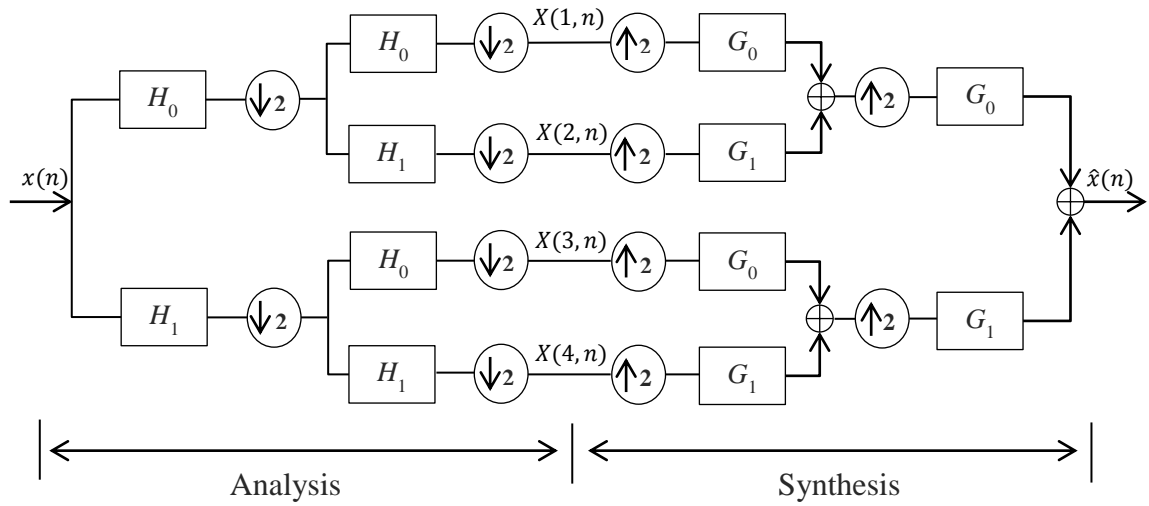 X(1, n)
H₀ ↓2 ↑2 G₀
H₀ ↓2 ↑2 G₀
X(2, n)
H₁ ↓2 ↑2 G₁
x(n) x̂(n)
X(3, n)
H₀ ↓2 ↑2 G₀
H₁ ↓2 ↑2 G₁
X(4, n)
H₁ ↓2 ↑2 G₁
Analysis Synthesis